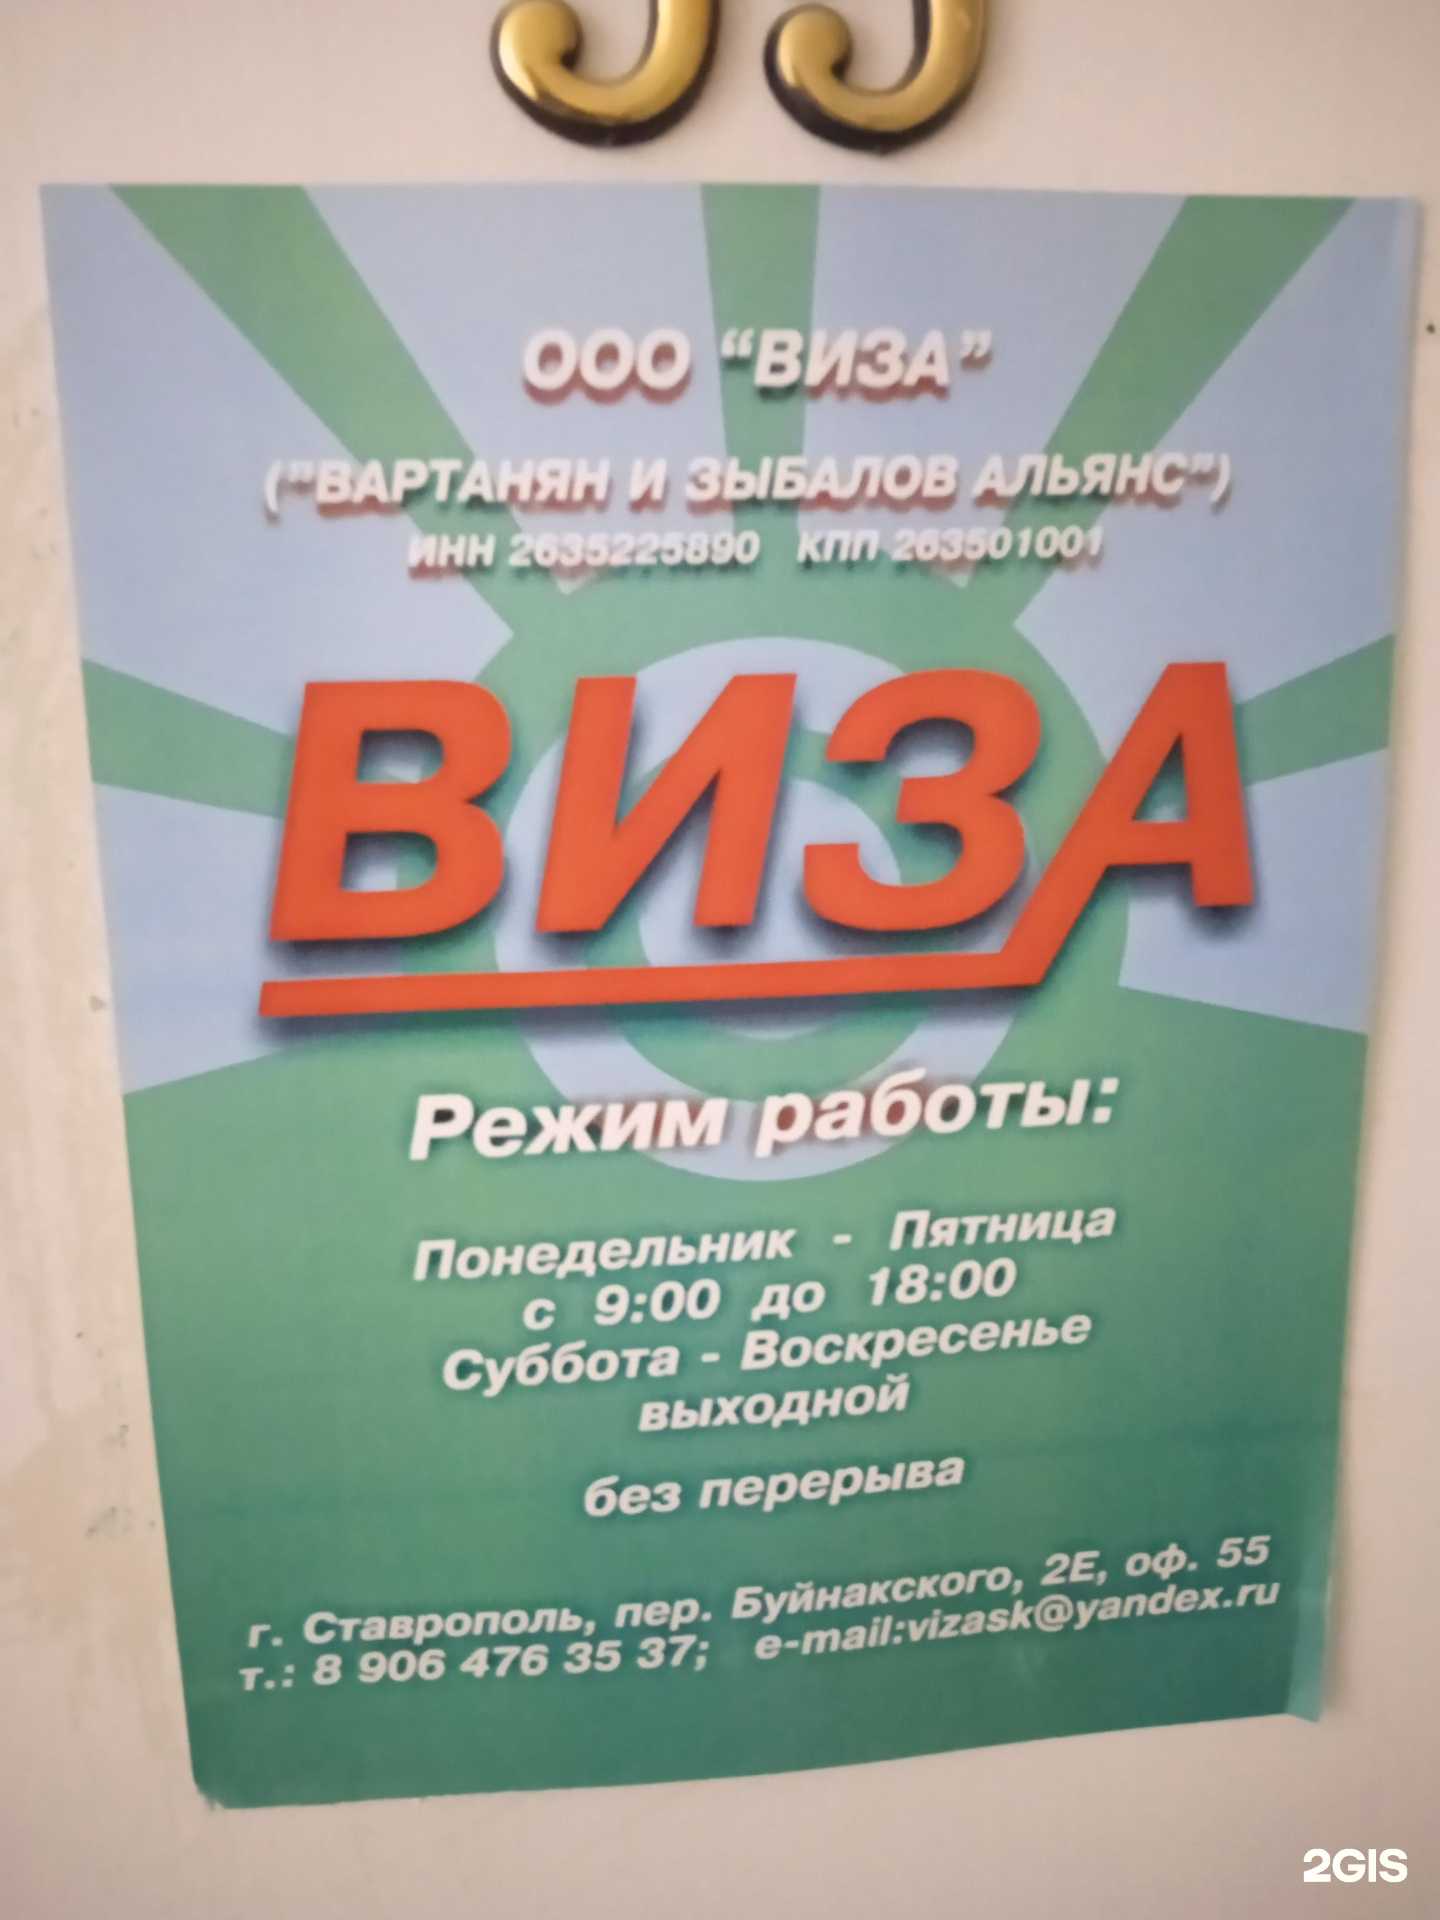 ООО "ВИЗА"
("ВАРТАНЯН И ЗЫБАЛОВ АЛЬЯНС")
ИНН 2635225890 КПП 263501001
ВИЗА
Режим работы:
Понедельник - Пятница
с 9:00 до 18:00
Суббота - Воскресенье
выходной
без перерыва
г. Ставрополь, пер. Буйнакского, 2Е, оф. 55
т.: 8 906 476 35 37; e-mail:vizask@yandex.ru
2GIS